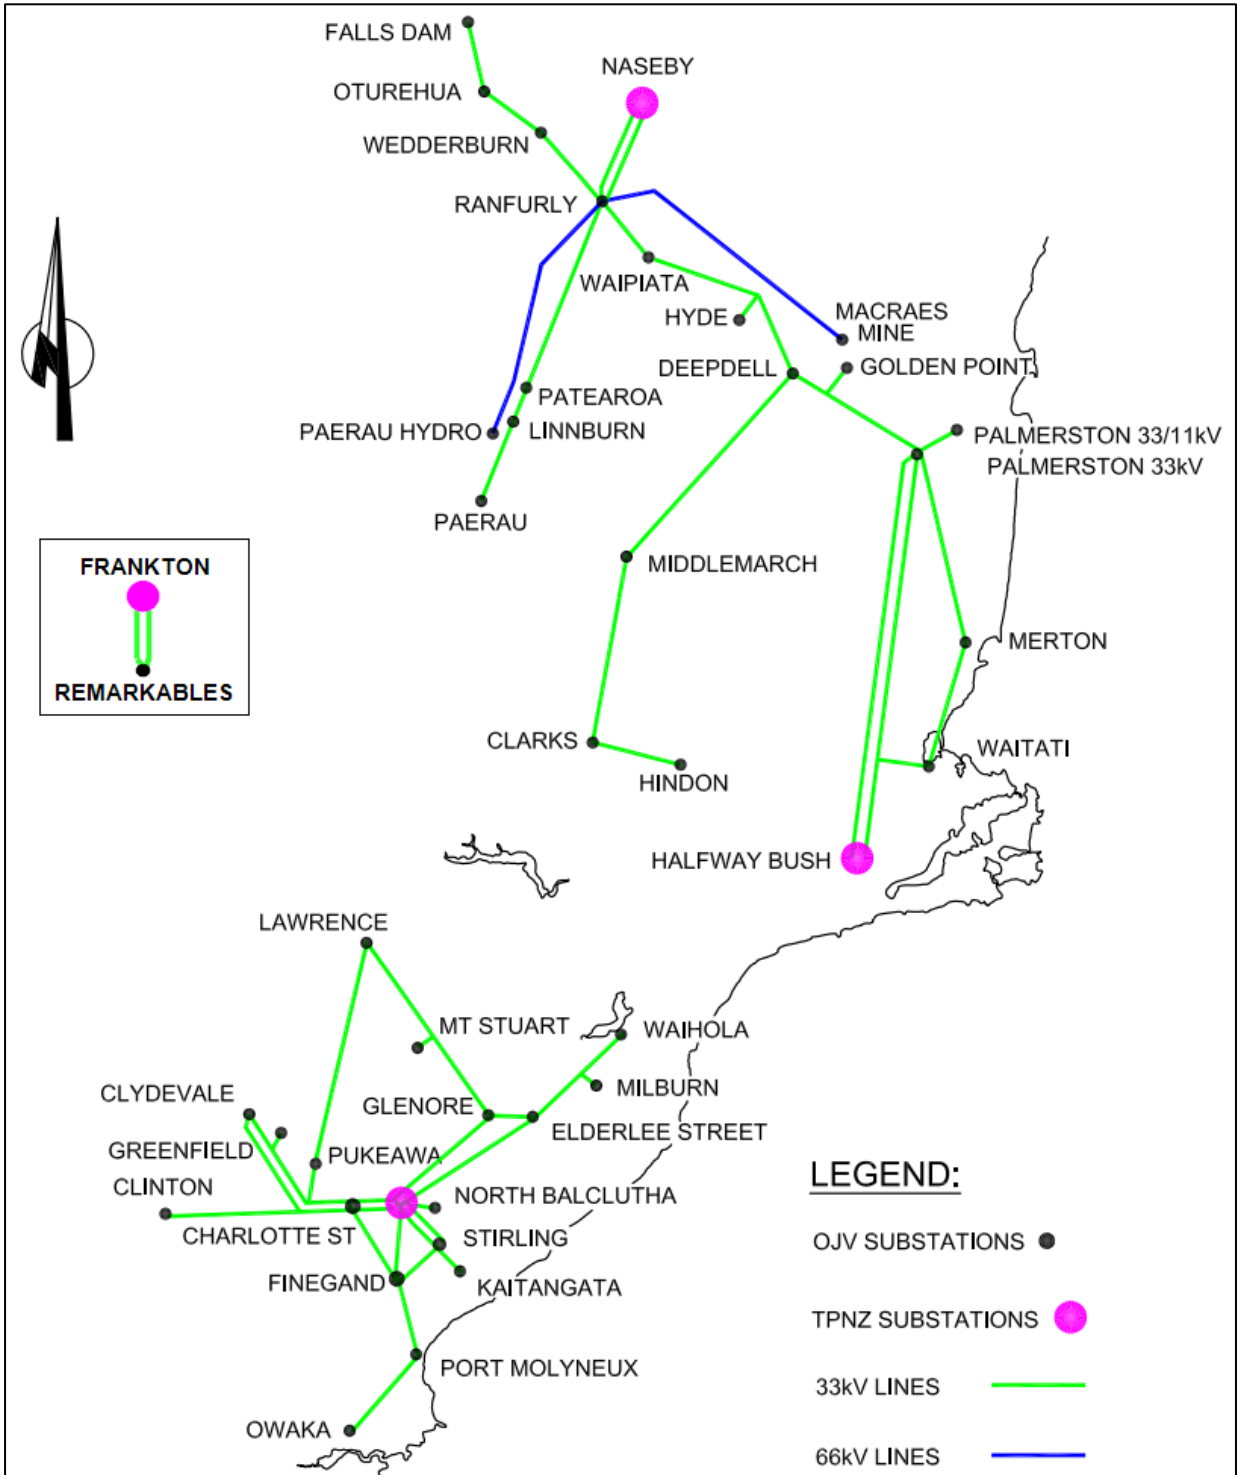 FALLS DAM
NASEBY
OTUREHUA
WEDDERBURN
RANFURLY
WAIPIATA
HYDE
MACRAES
MINE
DEEPDELL
GOLDEN POINT
PATEAROA
PAERAU HYDRO
LINNBURN
PALMERSTON 33/11kV
PALMERSTON 33kV
PAERAU
FRANKTON
REMARKABLES
MIDDLEMARCH
MERTON
CLARKS
HINDON
WAITATI
HALFWAY BUSH
LAWRENCE
MT STUART
WAIHOLA
CLYDEVALE
MILBURN
GLENORE
ELDERLEE STREET
GREENFIELD
PUKEAWA
CLINTON
NORTH BALCLUTHA
CHARLOTTE ST
STIRLING
FINEGAND
KAITANGATA
PORT MOLYNEUX
OWAKA
LEGEND:
OJV SUBSTATIONS
TPNZ SUBSTATIONS
33kV LINES
66kV LINES